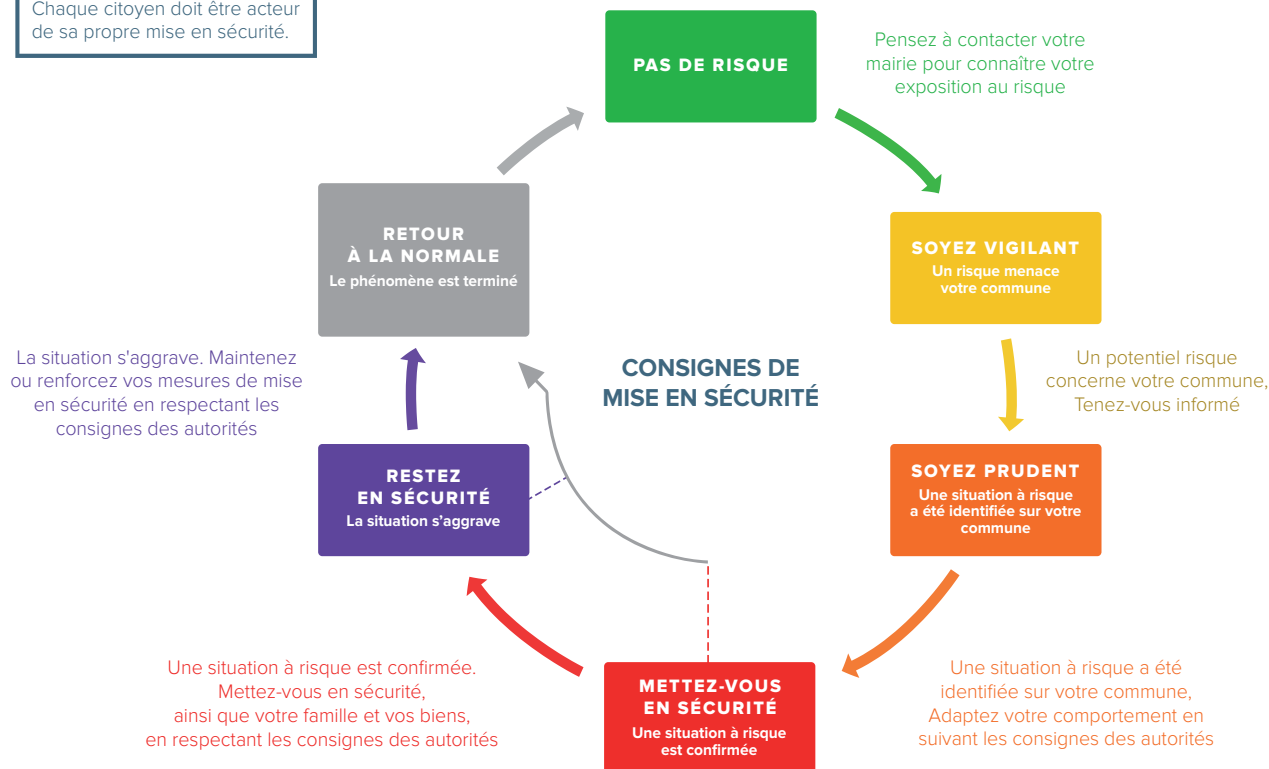 Chaque citoyen doit être acteur
de sa propre mise en sécurité.
PAS DE RISQUE
Pensez à contacter votre
mairie pour connaître votre
exposition au risque
SOYEZ VIGILANT
Un risque menace
votre commune
Un potentiel risque
concerne votre commune,
Tenez-vous informé
SOYEZ PRUDENT
Une situation à risque
a été identifiée sur votre
commune
Une situation à risque a été
identifiée sur votre commune,
Adaptez votre comportement en
suivant les consignes des autorités
METTEZ-VOUS
EN SÉCURITÉ
Une situation à risque
est confirmée
Une situation à risque est confirmée.
Mettez-vous en sécurité,
ainsi que votre famille et vos biens,
en respectant les consignes des autorités
RESTEZ
EN SÉCURITÉ
La situation s'aggrave
La situation s'aggrave. Maintenez
ou renforcez vos mesures de mise
en sécurité en respectant les
consignes des autorités
RETOUR
À LA NORMALE
Le phénomène est terminé
CONSIGNES DE
MISE EN SÉCURITÉ